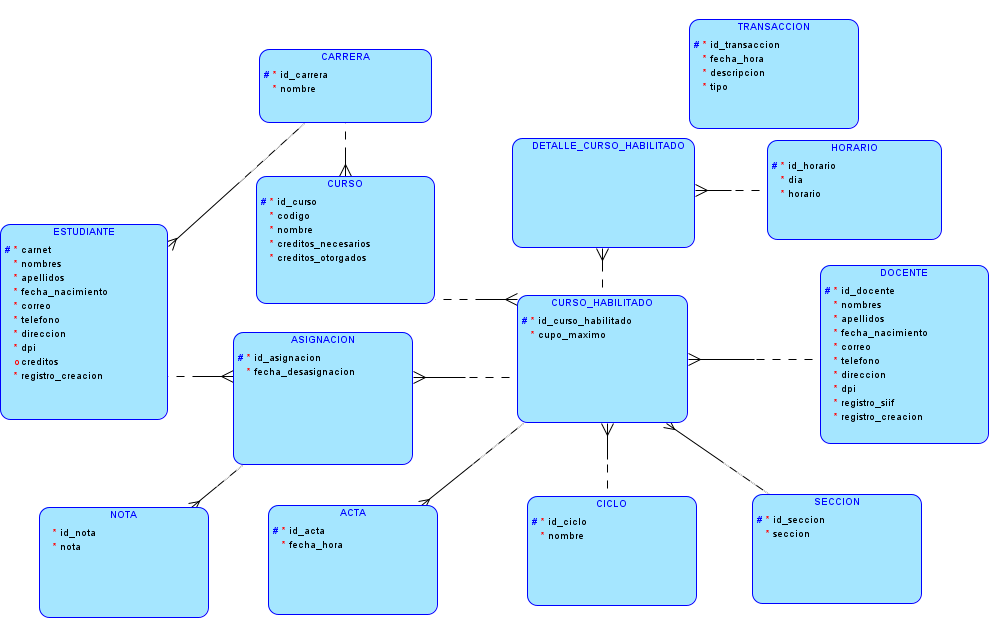 TRANSACCION
# * id_transaccion
* fecha_hora
* descripcion
* tipo
CARRERA
# * id_carrera
* nombre
DETALLE_CURSO_HABILITADO
HORARIO
# * id_horario
* dia
* horario
CURSO
# * id_curso
* codigo
* nombre
* creditos_necesarios
* creditos_otorgados
ESTUDIANTE
# * carnet
* nombres
* apellidos
* fecha_nacimiento
* correo
* telefono
* direccion
* dpi
o creditos
* registro_creacion
DOCENTE
# * id_docente
* nombres
* apellidos
* fecha_nacimiento
* correo
* telefono
* direccion
* dpi
* registro_siif
* registro_creacion
CURSO_HABILITADO
# * id_curso_habilitado
* cupo_maximo
ASIGNACION
# * id_asignacion
* fecha_desasignacion
NOTA
* id_nota
* nota
ACTA
# * id_acta
* fecha_hora
CICLO
# * id_ciclo
* nombre
SECCION
# * id_seccion
* seccion